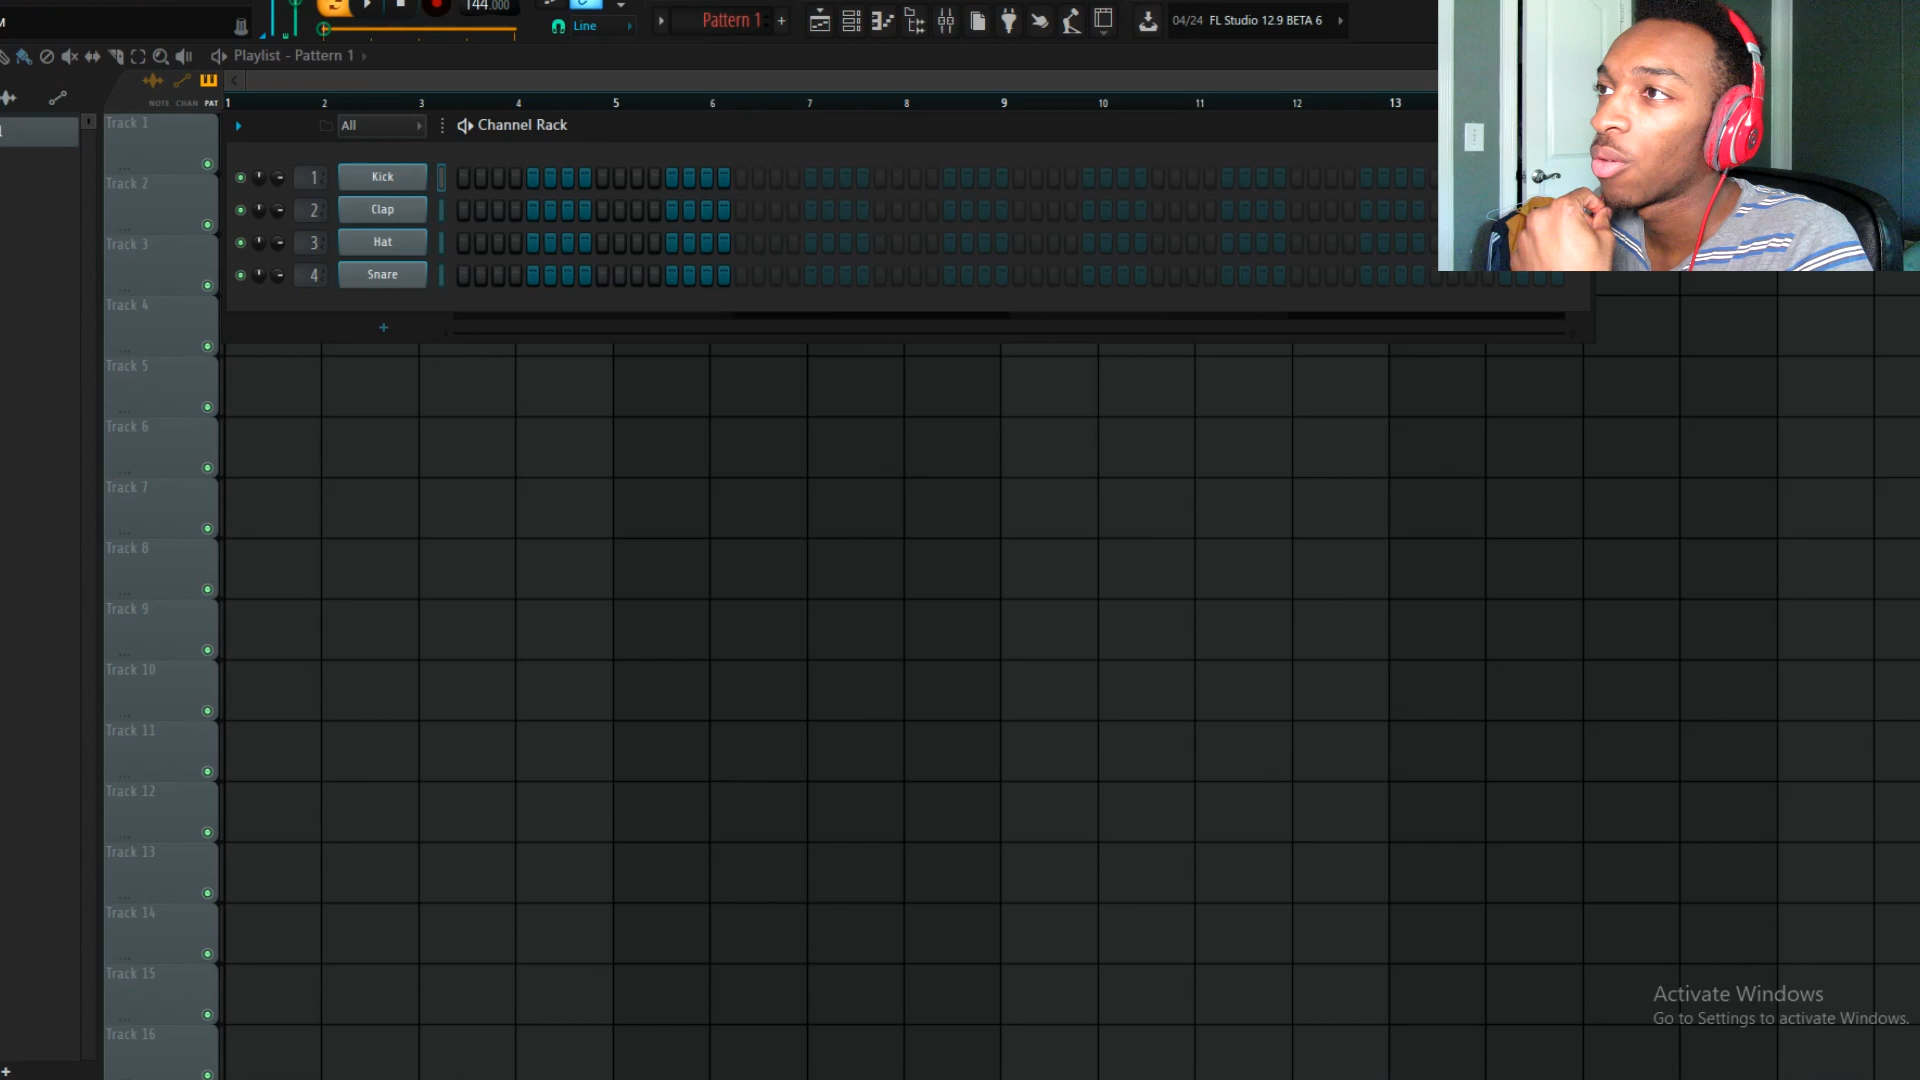 144.000
Line
Pattern 1
04/24 FL Studio 12.9 BETA 6
Playlist - Pattern 1
NOTE CHAN PAT
1 2 3 4 5 6 7 8 9 10 11 12 13
All
Channel Rack
1 Kick
2 Clap
3 Hat
4 Snare
Track 1
Track 2
Track 3
Track 4
Track 5
Track 6
Track 7
Track 8
Track 9
Track 10
Track 11
Track 12
Track 13
Track 14
Track 15
Track 16
Activate Windows
Go to Settings to activate Windows.